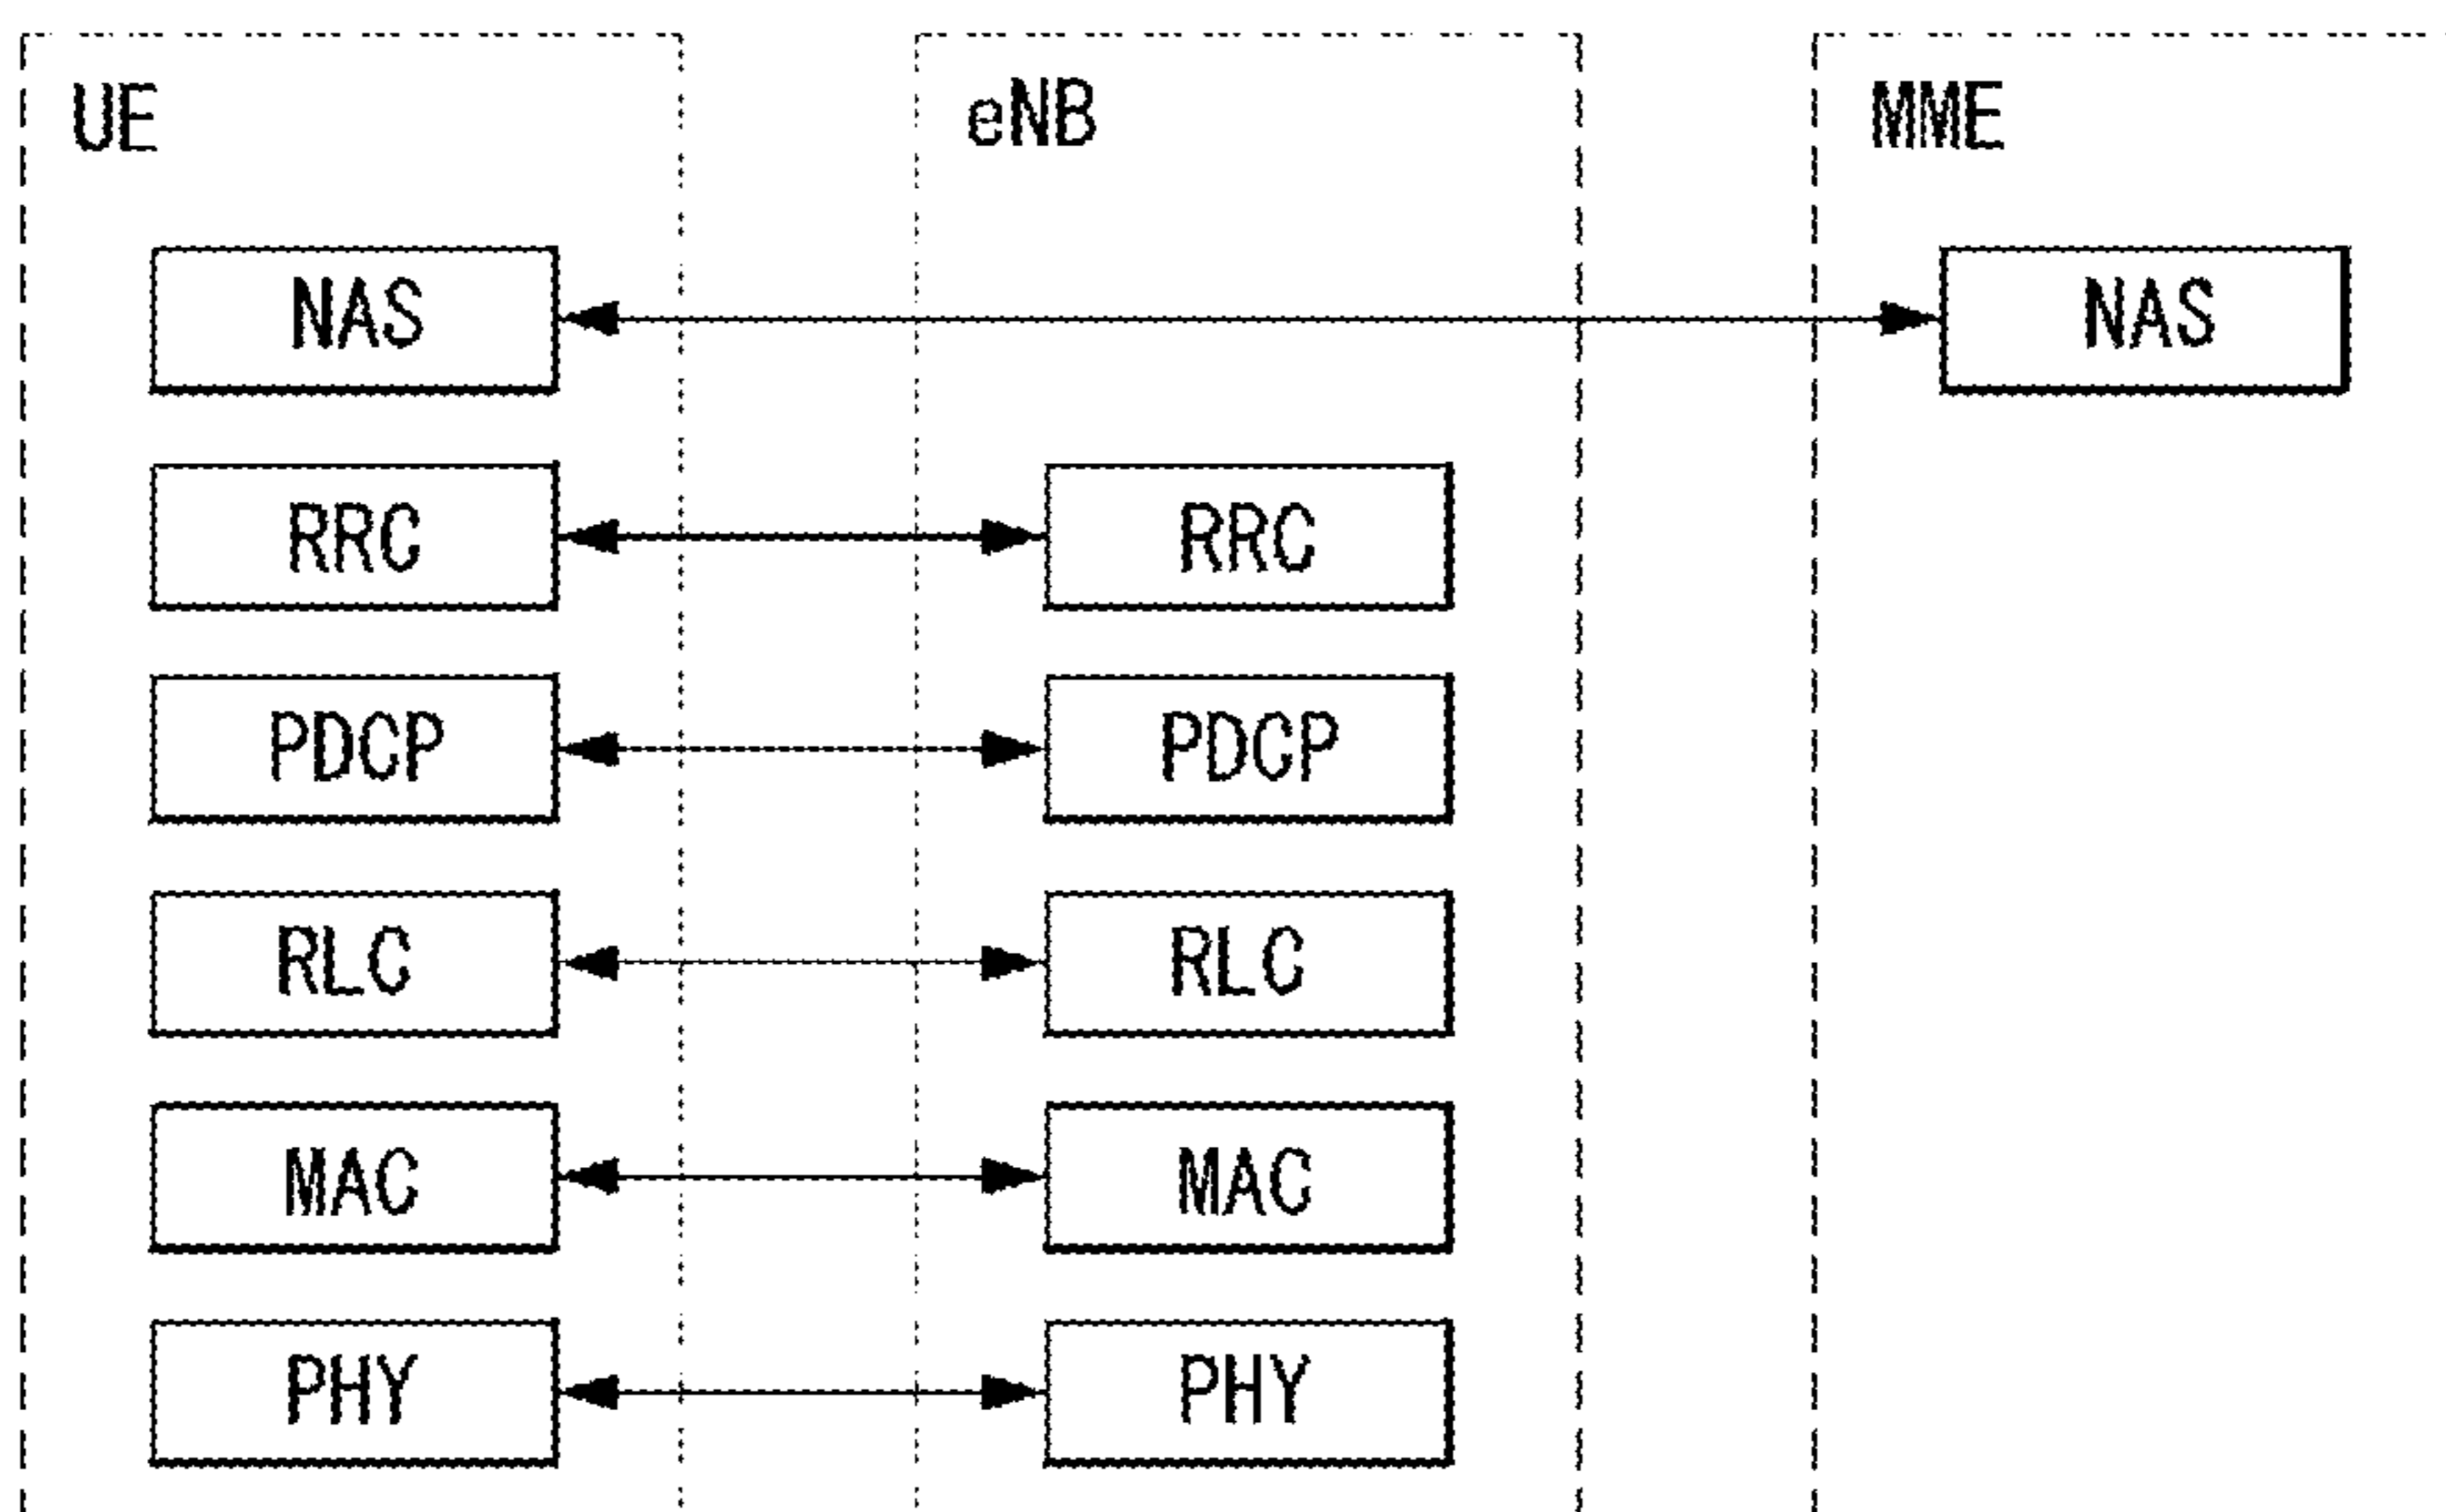 UE eNB MME
NAS NAS
RRC RRC
PDCP PDCP
RLC RLC
MAC MAC
PHY PHY